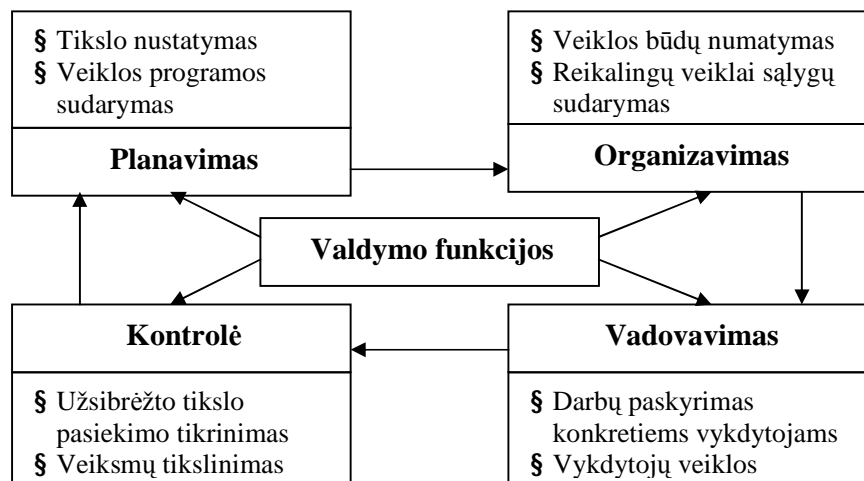 § Tikslo nustatymas
§ Veiklos programos
sudarymas
Planavimas
§ Veiklos būdų numatymas
§ Reikalingų veiklai sąlygų
sudarymas
Organizavimas
Valdymo funkcijos
Kontrolė
§ Užsibrėžto tikslo
pasiekimo tikrinimas
§ Veiksmų tikslinimas
Vadovavimas
§ Darbų paskyrimas
konkretiems vykdytojams
§ Vykdytojų veiklos